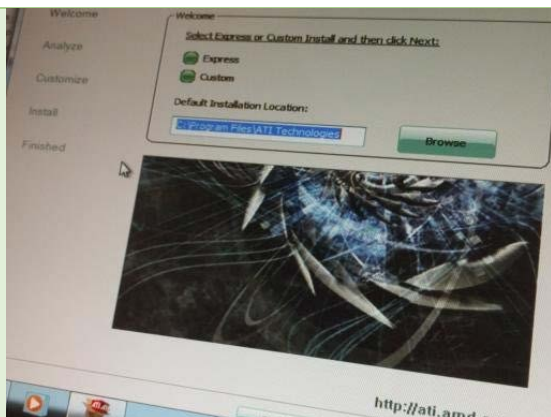 Welcome
Analyze
Customize
Install
Finished
Welcome
Select Express or Custom Install and then click Next:
Express
Custom
Default Installation Location:
C:\Program Files\ATI Technologies
Browse
http://ati.amd